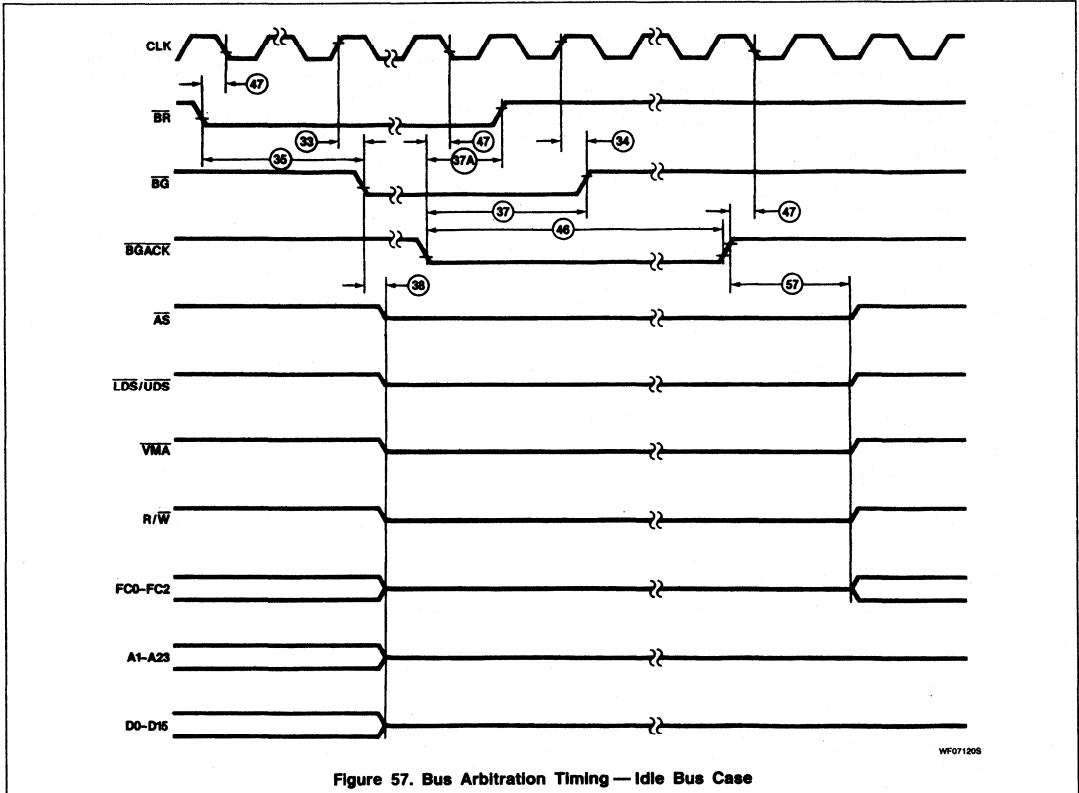 CLK
47
BR
33
47
34
35
37A
BG
37
47
46
BGACK
38
57
AS
LDS/UDS
VMA
R/W
FC0–FC2
A1–A23
D0–D15
WF07120S
Figure 57. Bus Arbitration Timing — Idle Bus Case